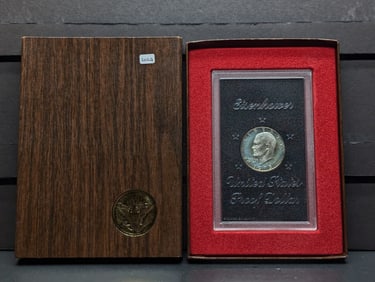 Eisenhower
United States
Proof Dollar